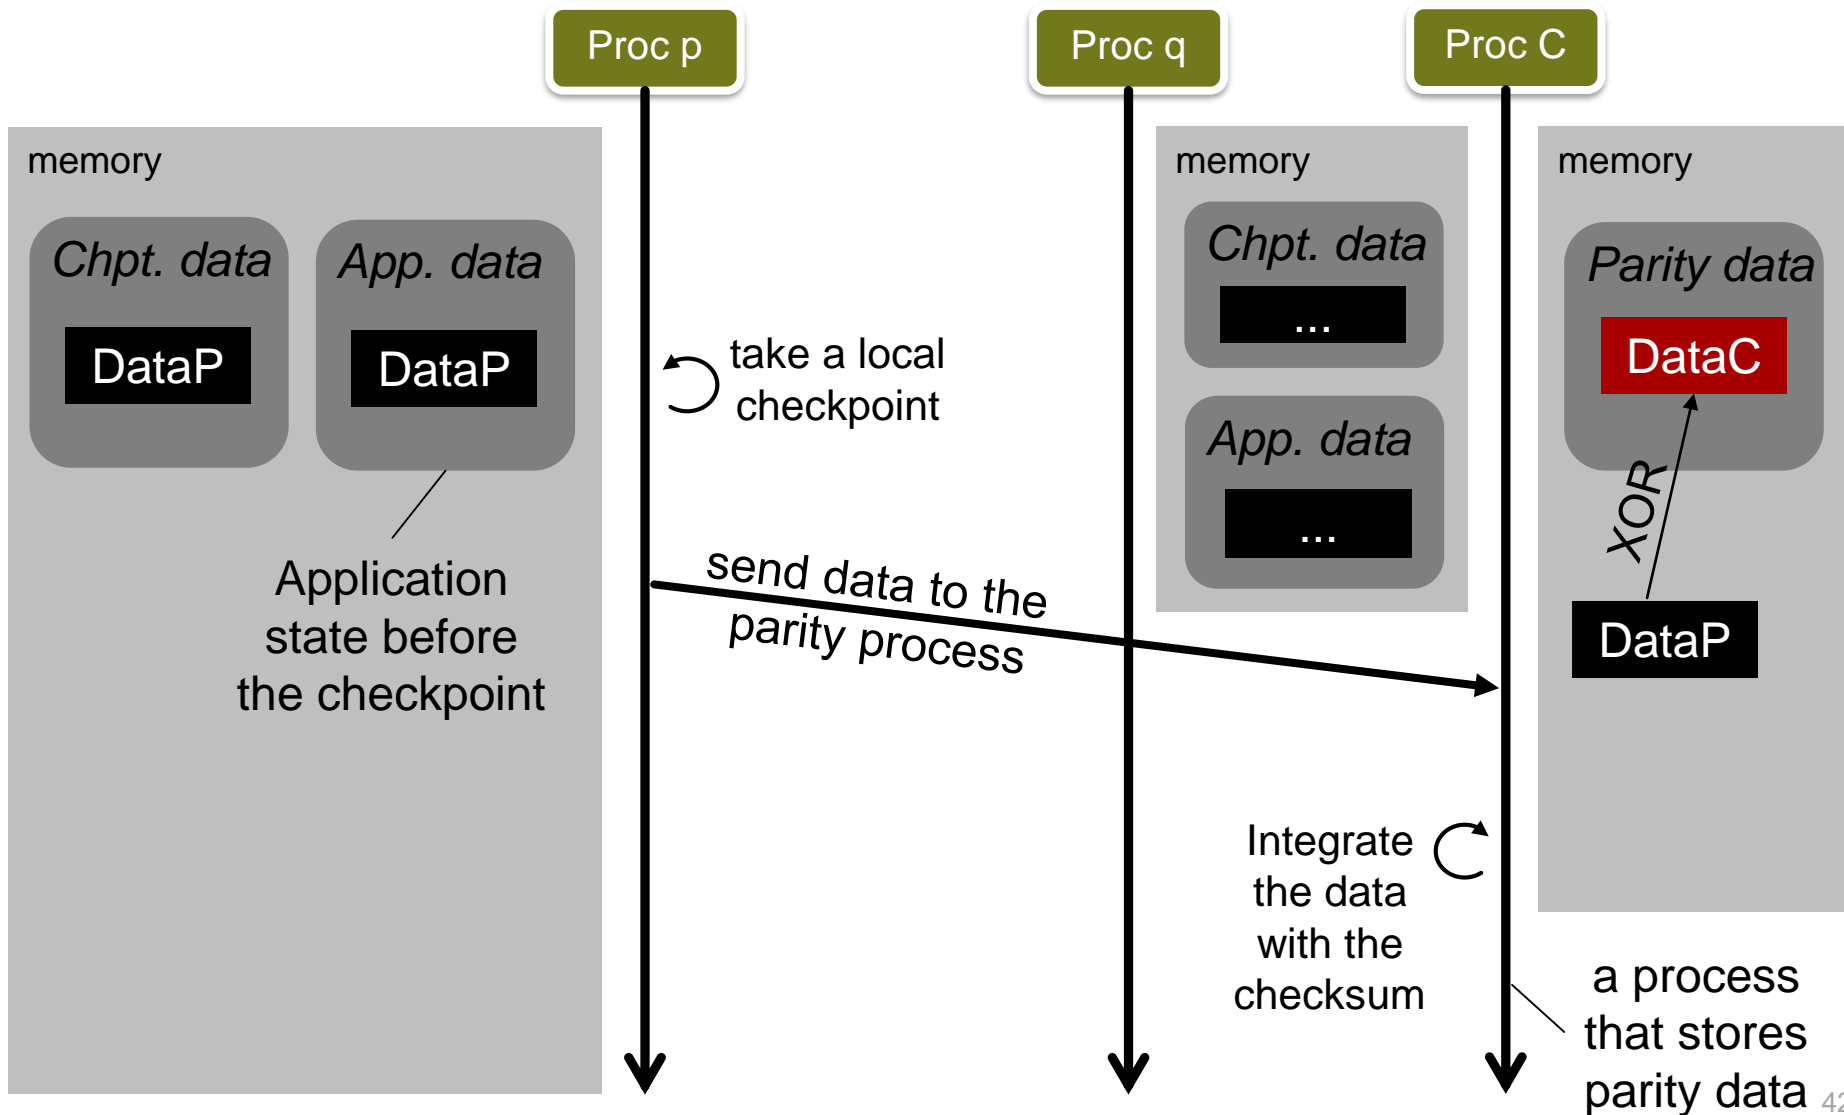 Proc p
Proc q
Proc C
memory
Chpt. data
DataP
App. data
DataP
Application
state before
the checkpoint
take a local
checkpoint
send data to the
parity process
memory
Chpt. data
...
App. data
...
memory
Parity data
DataC
XOR
DataP
Integrate
the data
with the
checksum
a process
that stores
parity data